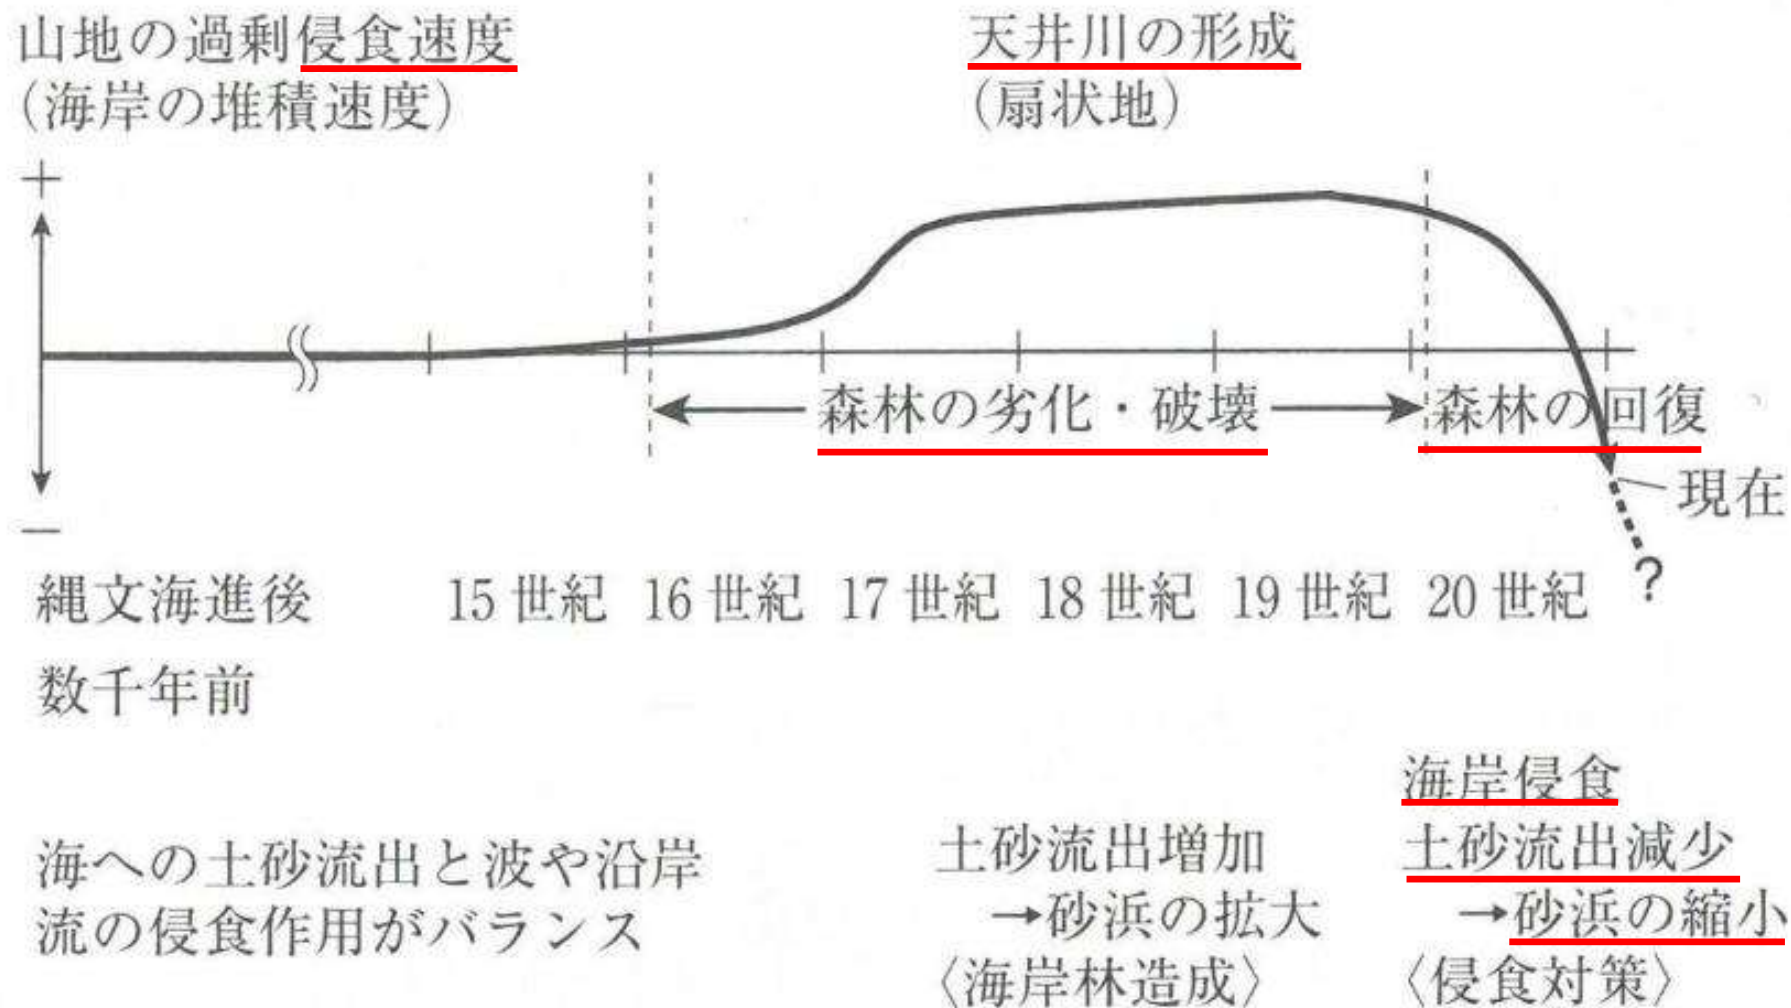 山地の過剰侵食速度
(海岸の堆積速度)
天井川の形成
(扇状地)
+
森林の劣化・破壊
森林の回復
現在
−
?
縄文海進後
数千年前
15世紀 16世紀 17世紀 18世紀 19世紀 20世紀
海への土砂流出と波や沿岸
流の侵食作用がバランス
土砂流出増加
→砂浜の拡大
〈海岸林造成〉
海岸侵食
土砂流出減少
→砂浜の縮小
〈侵食対策〉